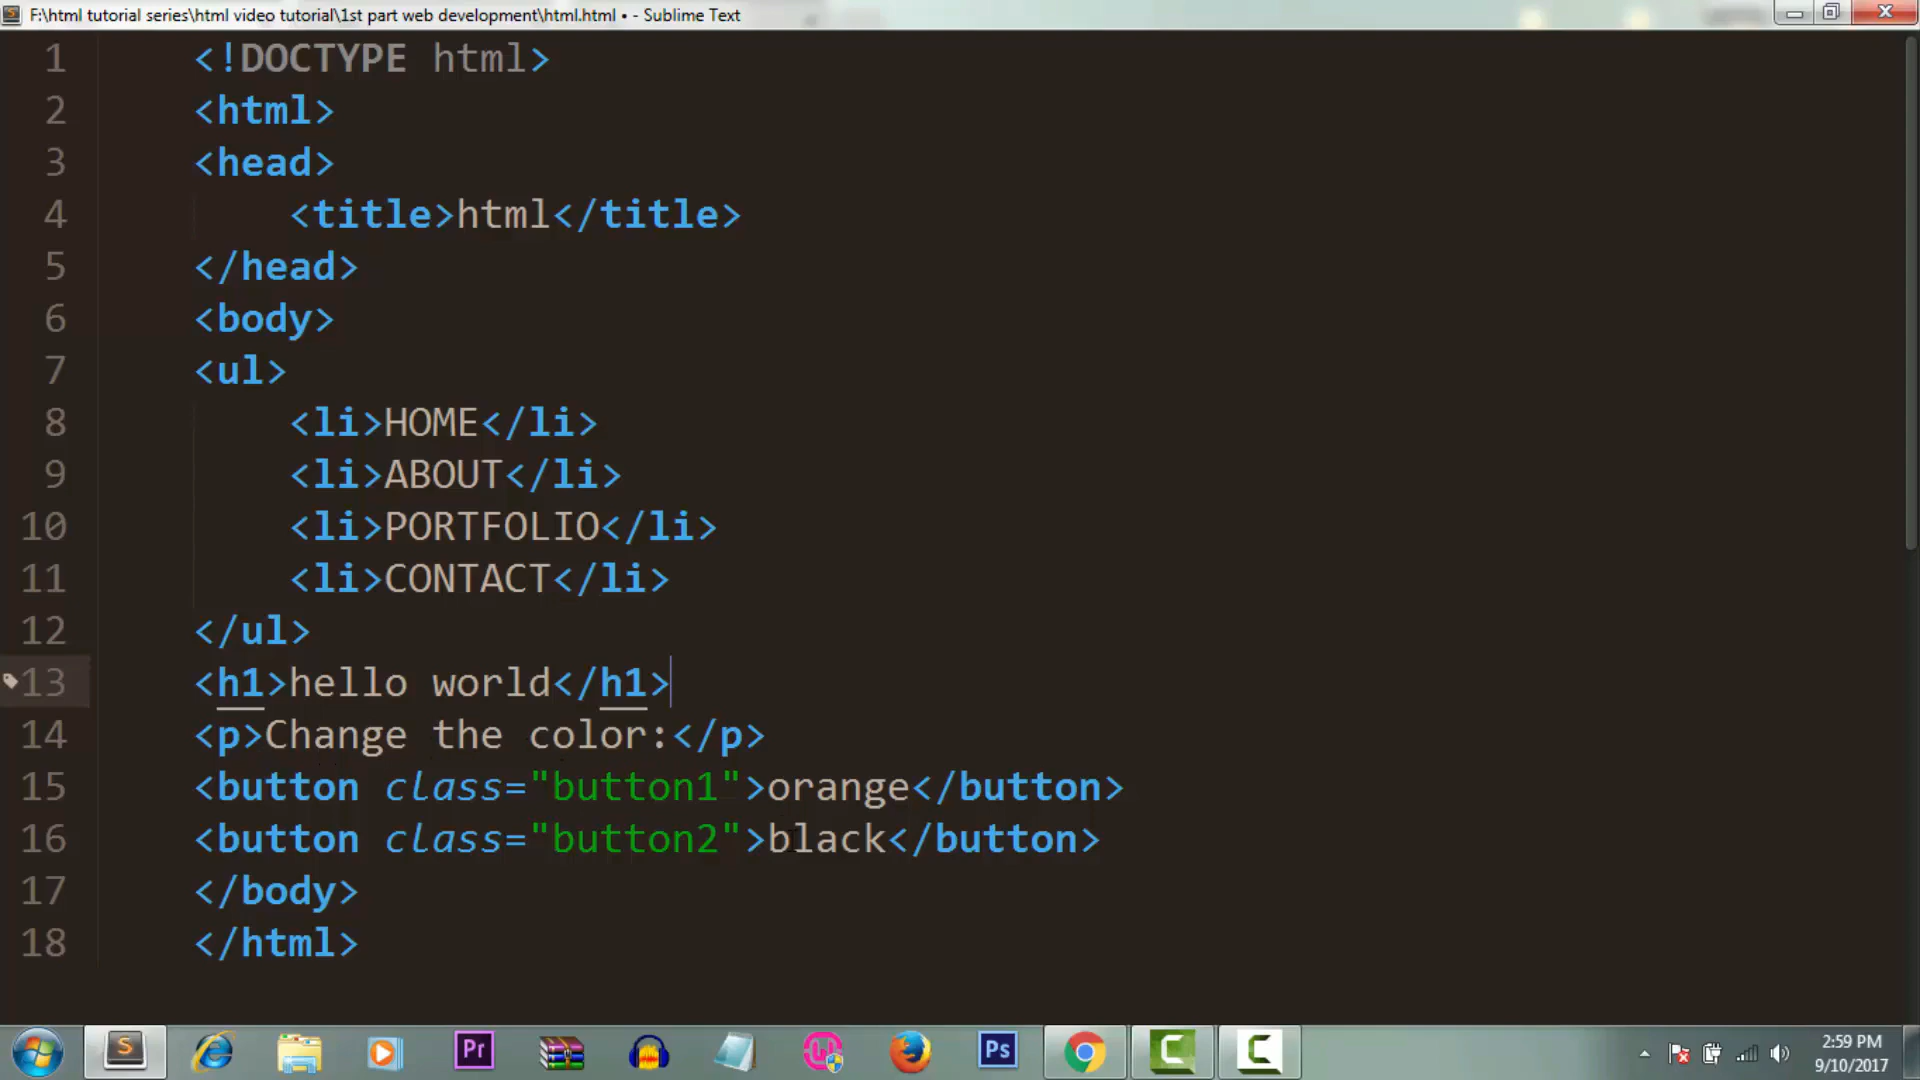 F:\html tutorial series\html video tutorial\1st part web development\html.html • - Sublime Text
1 <!DOCTYPE html>
2 <html>
3 <head>
4 <title>html</title>
5 </head>
6 <body>
7 <ul>
8 <li>HOME</li>
9 <li>ABOUT</li>
10 <li>PORTFOLIO</li>
11 <li>CONTACT</li>
12 </ul>
13 <h1>hello world</h1>
14 <p>Change the color:</p>
15 <button class="button1">orange</button>
16 <button class="button2">black</button>
17 </body>
18 </html>
S
Pr
Ps
C
C
2:59 PM
9/10/2017